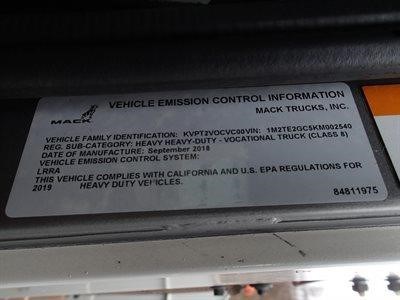 MACK
VEHICLE EMISSION CONTROL INFORMATION
MACK TRUCKS, INC.
VEHICLE FAMILY IDENTIFICATION: KVPT2VOCVC00VIN: 1M2TE2GC5KM002540
REG. SUB-CATEGORY: HEAVY HEAVY-DUTY - VOCATIONAL TRUCK (CLASS 8)
DATE OF MANUFACTURE: September 2018
VEHICLE EMISSION CONTROL SYSTEM:
LRRA
THIS VEHICLE COMPLIES WITH CALIFORNIA AND U.S. EPA REGULATIONS FOR
2019 HEAVY DUTY VEHICLES.
84811975